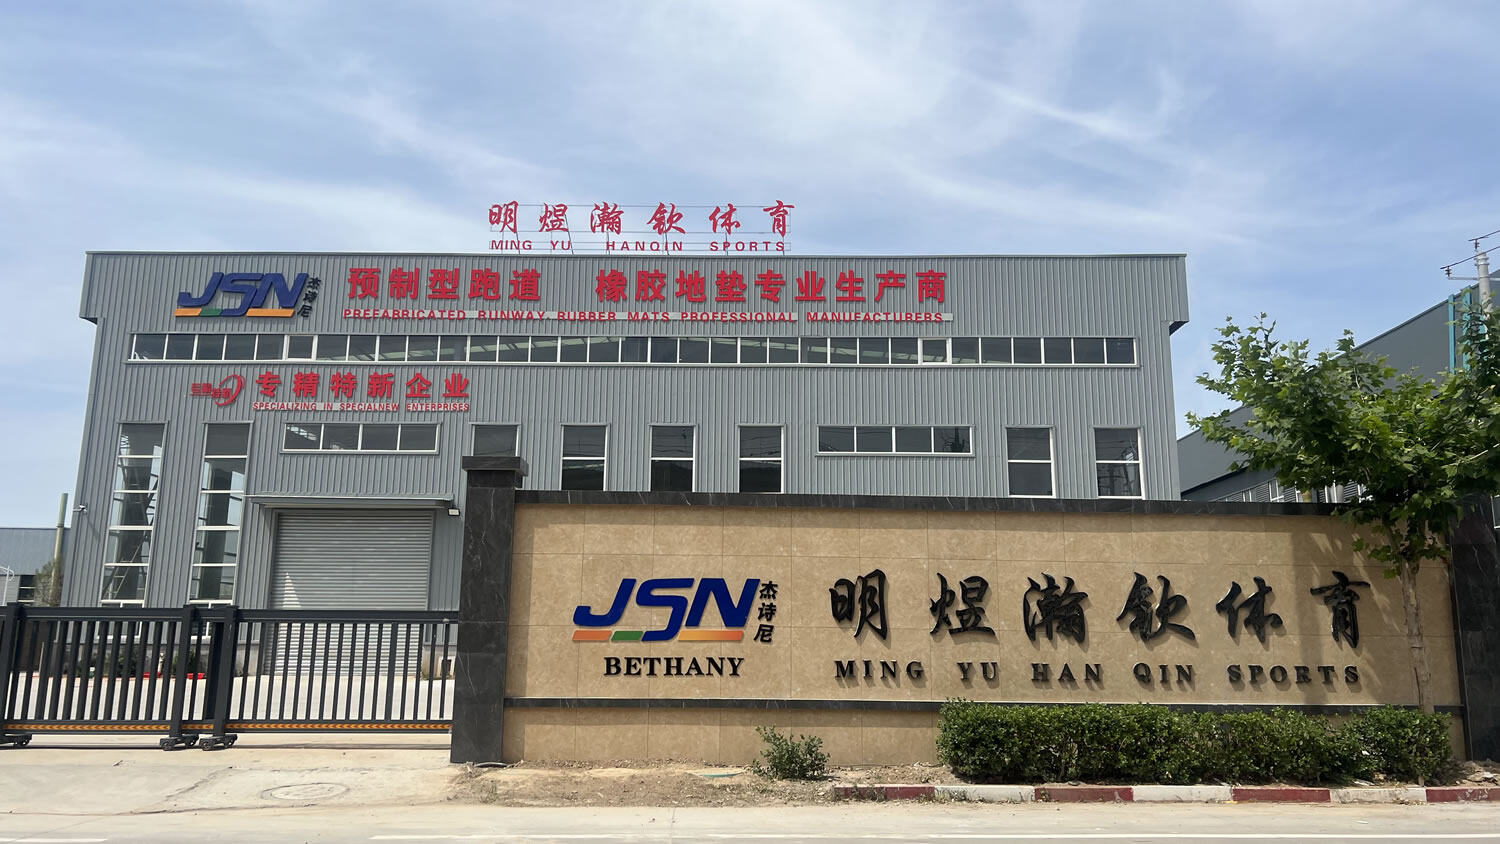 明煜瀚钦体育
MING YU HANQIN SPORTS
JSN 杰诗尼
预制型跑道 橡胶地垫专业生产商
PREFABRICATED RUNWAY. RUBBER MATS PROFESSIONAL MANUFACTURERS
专精特新企业
SPECIALIZING IN SPECIALNEW ENTERPRISES
JSN 杰诗尼
BETHANY
明煜瀚钦体育
MING YU HAN QIN SPORTS